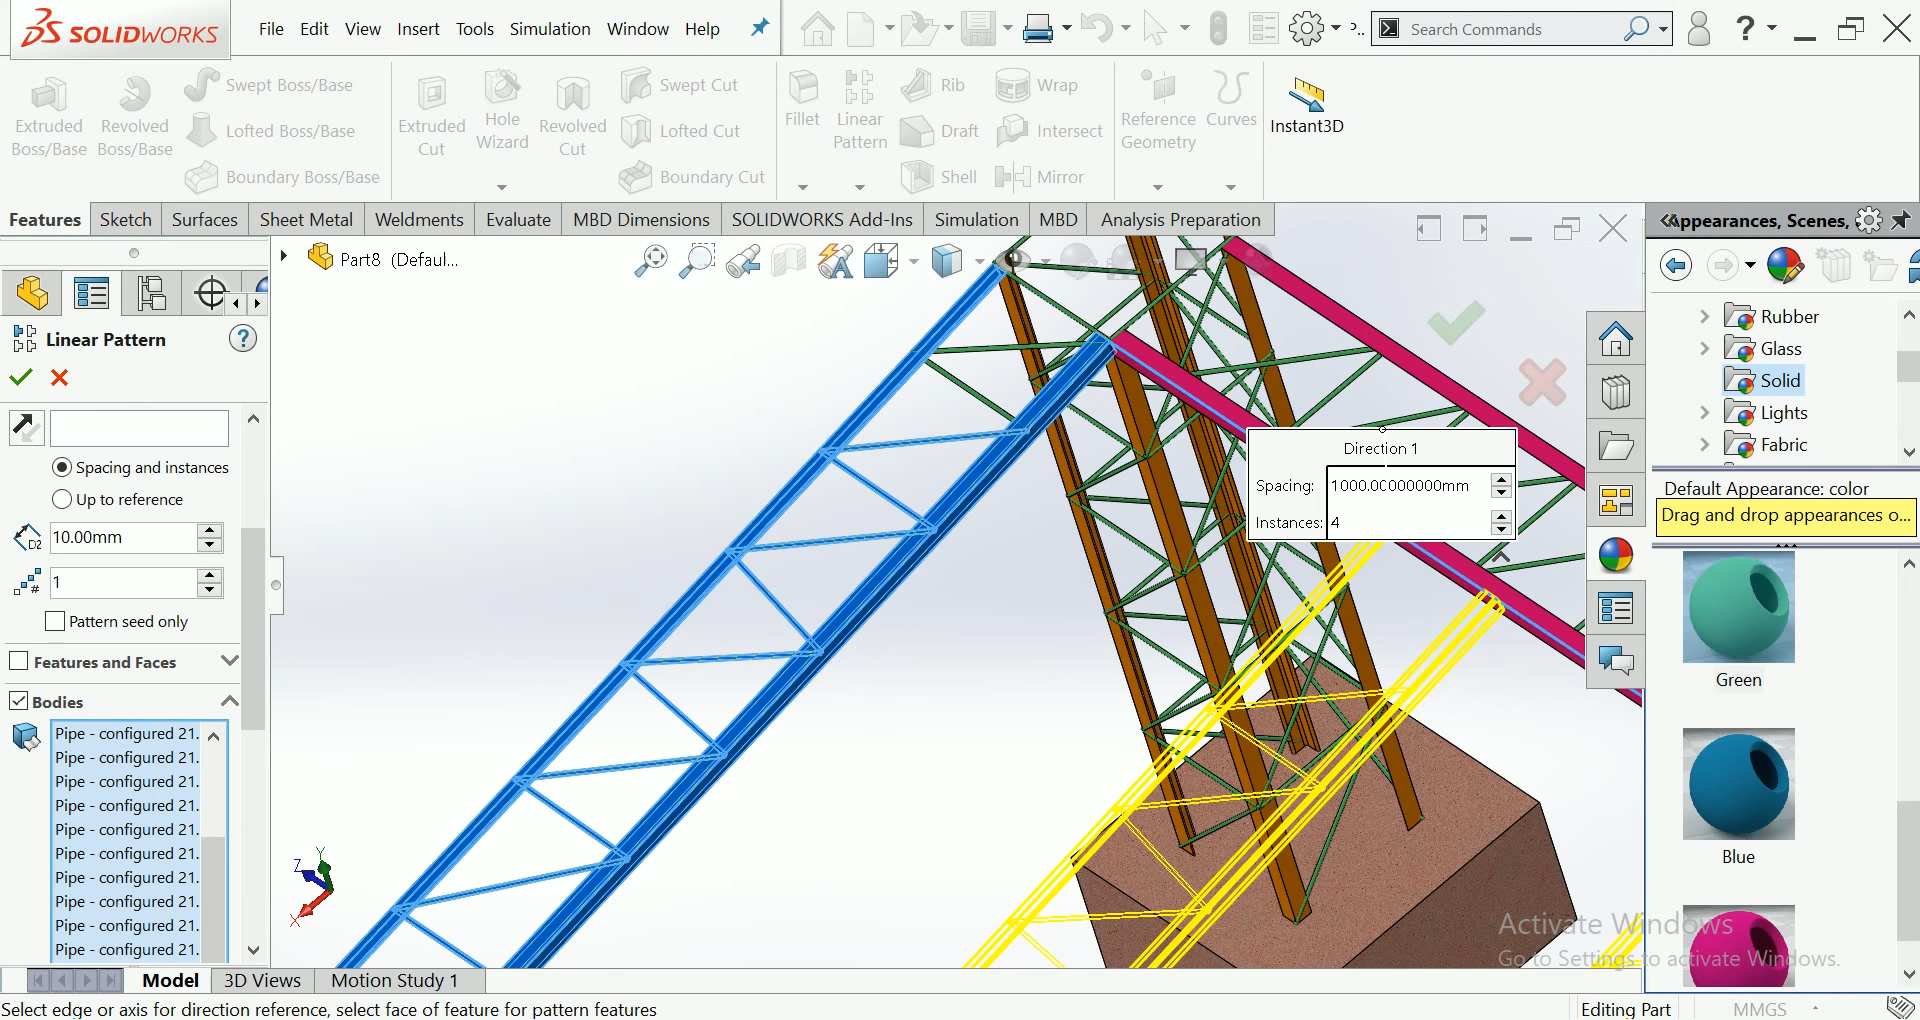 SOLIDWORKS File Edit View Insert Tools Simulation Window Help P.. Search Commands ?
Extruded Boss/Base
Revolved Boss/Base
Swept Boss/Base
Lofted Boss/Base
Boundary Boss/Base
Extruded Cut
Hole Wizard
Revolved Cut
Swept Cut
Lofted Cut
Boundary Cut
Fillet
Linear Pattern
Rib
Draft
Shell
Wrap
Intersect
Mirror
Reference Geometry
Curves
Instant3D
Features Sketch Surfaces Sheet Metal Weldments Evaluate MBD Dimensions SOLIDWORKS Add-Ins Simulation MBD Analysis Preparation
Part8 (Defaul...
Linear Pattern ?
Spacing and instances
Up to reference
D2 10.00mm
# 1
Pattern seed only
Features and Faces
Bodies
Pipe - configured 21.
Pipe - configured 21.
Pipe - configured 21.
Pipe - configured 21.
Pipe - configured 21.
Pipe - configured 21.
Pipe - configured 21.
Pipe - configured 21.
Pipe - configured 21.
Pipe - configured 21.
Direction 1
Spacing: 1000.00000000mm
Instances: 4
Y
Z
X
Appearances, Scenes,
Rubber
Glass
Solid
Lights
Fabric
Default Appearance: color
Drag and drop appearances o...
Green
Blue
Activate Windows
Go to Settings to activate Windows.
Model 3D Views Motion Study 1
Select edge or axis for direction reference, select face of feature for pattern features
Editing Part MMGS